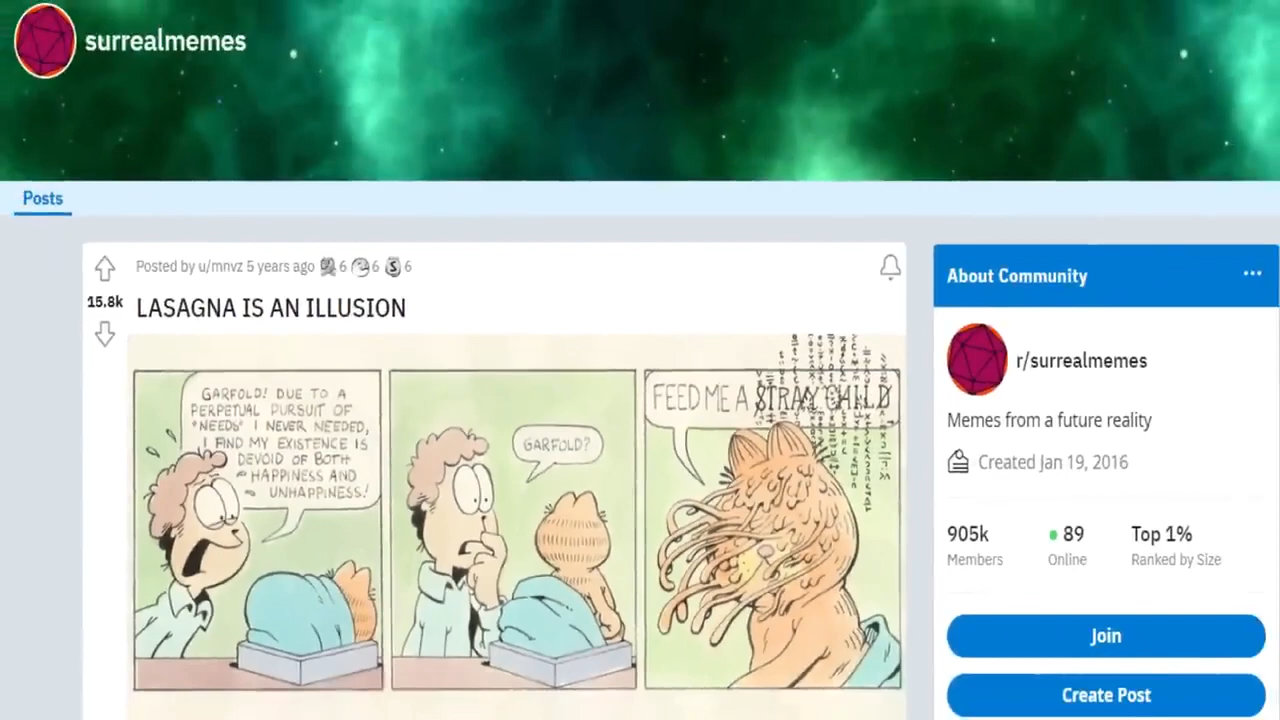 surrealmemes
Posts
Posted by u/mnvz 5 years ago 6 6 6
15.8k
LASAGNA IS AN ILLUSION
GARFOLD! DUE TO A
PERPETUAL PURSUIT OF
"NEEDS" I NEVER NEEDED,
I FIND MY EXISTENCE IS
DEVOID OF BOTH
HAPPINESS AND
UNHAPPINESS!
GARFOLD?
FEED ME A STRAY CHILD
About Community
r/surrealmemes
Memes from a future reality
Created Jan 19, 2016
905k
Members
89
Online
Top 1%
Ranked by Size
Join
Create Post